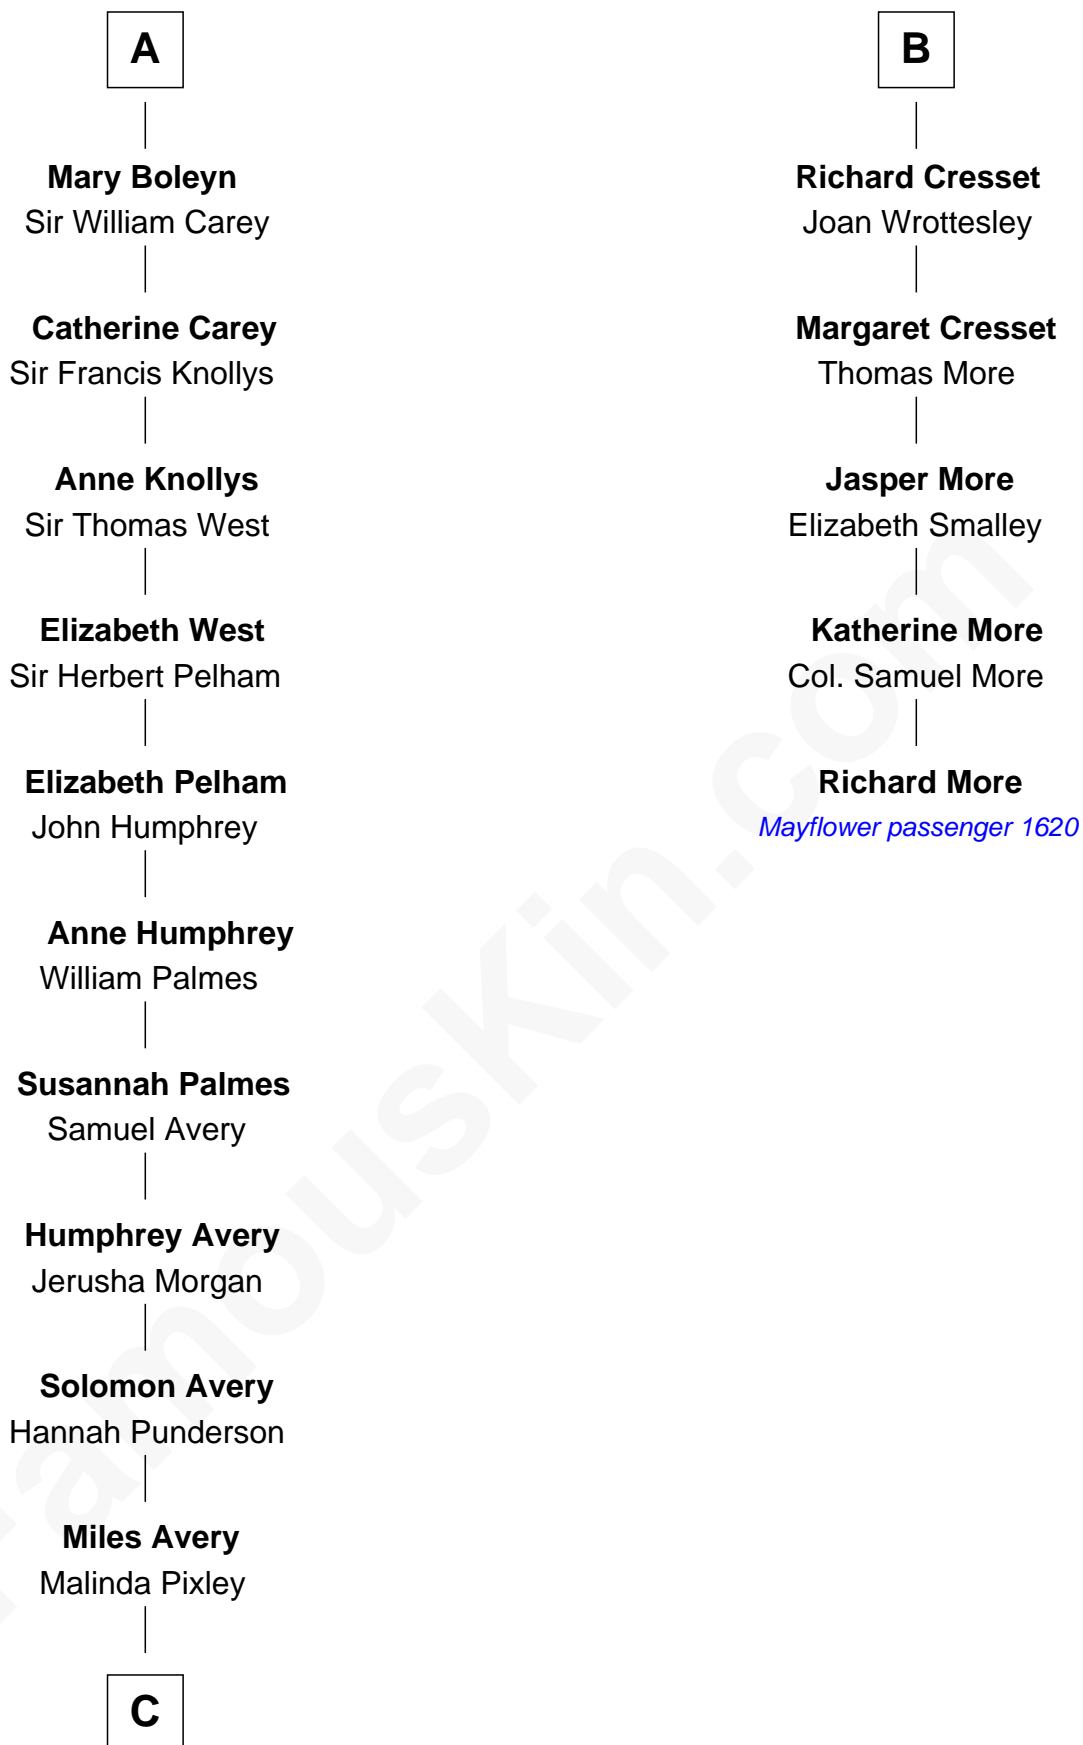 A
Mary Boleyn
Sir William Carey
Catherine Carey
Sir Francis Knollys
Anne Knollys
Sir Thomas West
Elizabeth West
Sir Herbert Pelham
Elizabeth Pelham
John Humphrey
Anne Humphrey
William Palmes
Susannah Palmes
Samuel Avery
Humphrey Avery
Jerusha Morgan
Solomon Avery
Hannah Punderson
Miles Avery
Malinda Pixley
C
B
Richard Cresset
Joan Wrottesley
Margaret Cresset
Thomas More
Jasper More
Elizabeth Smalley
Katherine More
Col. Samuel More
Richard More
Mayflower passenger 1620
FamousKin.com